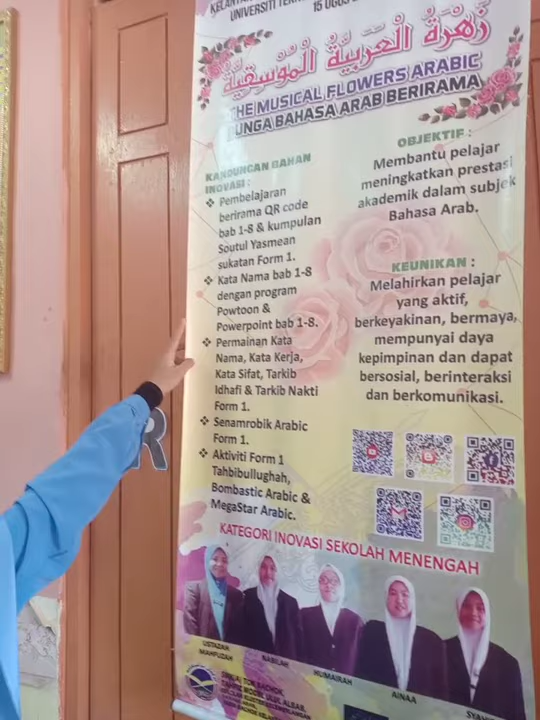 UNIVERSITI
15
زَهْرَةُ الْعَرَبِيَّةُ الْمُوْسِقِيَّةُ
THE MUSICAL FLOWERS ARABIC
BUNGA BAHASA ARAB BERIRAMA
KANDUNGAN BAHAN
INOVASI :
❖ Pembelajaran
berirama QR code
bab 1-8 & kumpulan
Soutul Yasmean
sukatan Form 1.
❖ Kata Nama bab 1-8
dengan program
Powtoon &
Powerpoint bab 1-8.
❖ Permainan Kata
Nama, Kata Kerja,
Kata Sifat, Tarkib
Idhafi & Tarkib Nakti
Form 1.
❖ Senamrobik Arabic
Form 1.
❖ Aktiviti Form 1
Tahbibullughah,
Bombastic Arabic &
MegaStar Arabic.
OBJEKTIF :
Membantu pelajar
meningkatkan prestasi
akademik dalam subjek
Bahasa Arab.
KEUNIKAN :
Melahirkan pelajar
yang aktif,
berkeyakinan, bermaya,
mempunyai daya
kepimpinan dan dapat
bersosial, berinteraksi
dan berkomunikasi.
KATEGORI INOVASI SEKOLAH MENENGAH
USTAZAH
MAHPUZAH
NABILAH
HUMAIRAH
AINAA
R